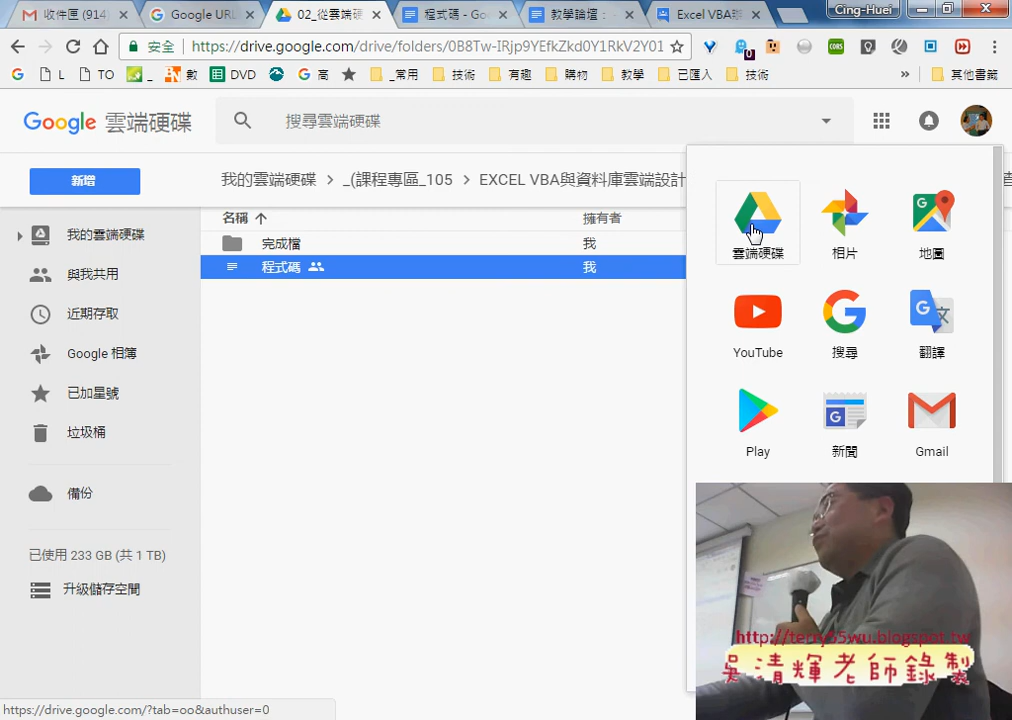 收件匣 (914)
Google URL
02_從雲端硬
程式碼 - Go
教學論壇：
Excel VBA
Cing-Huei
安全
https://drive.google.com/drive/folders/0B8Tw-IRjp9YEfkZkd0Y1RkV2Y01
0
CORS
L
TO
_
數
DVD
高
_常用
技術
有趣
購物
教學
已匯入
技術
»
其他書籤
Google 雲端硬碟
搜尋雲端硬碟
新增
我的雲端硬碟 > _(課程專區_105 > EXCEL VBA與資料庫雲端設計
我的雲端硬碟
與我共用
近期存取
Google 相簿
已加星號
垃圾桶
備份
已使用 233 GB (共 1 TB)
升級儲存空間
名稱
擁有者
完成檔
我
程式碼
我
雲端硬碟
相片
地圖
YouTube
搜尋
翻譯
Play
新聞
Gmail
http://terry55wu.blogspot.tw
吳清輝老師錄製
https://drive.google.com/?tab=oo&authuser=0